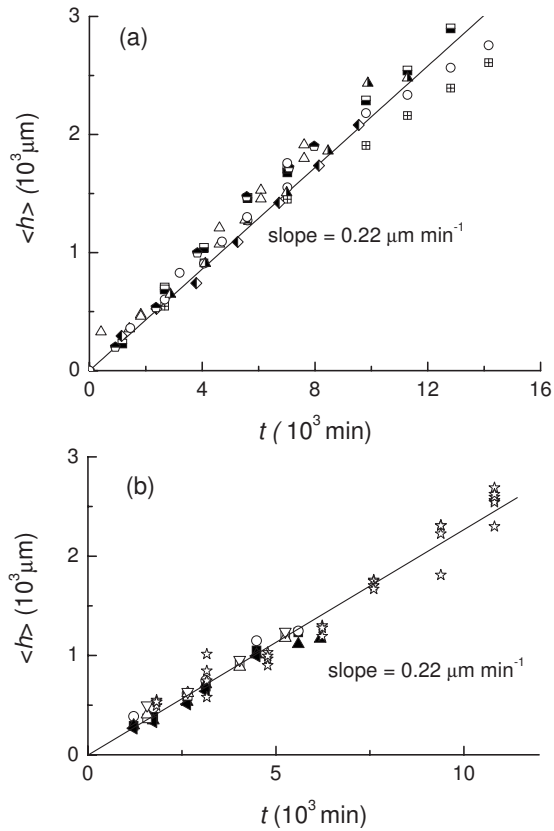 (a)
3
2
1
0
<h> (10³μm)
slope = 0.22 μm min⁻¹
0 4 8 12 16
t ( 10³ min)
(b)
3
2
1
0
<h> (10³μm)
slope = 0.22 μm min⁻¹
0 5 10
t (10³ min)